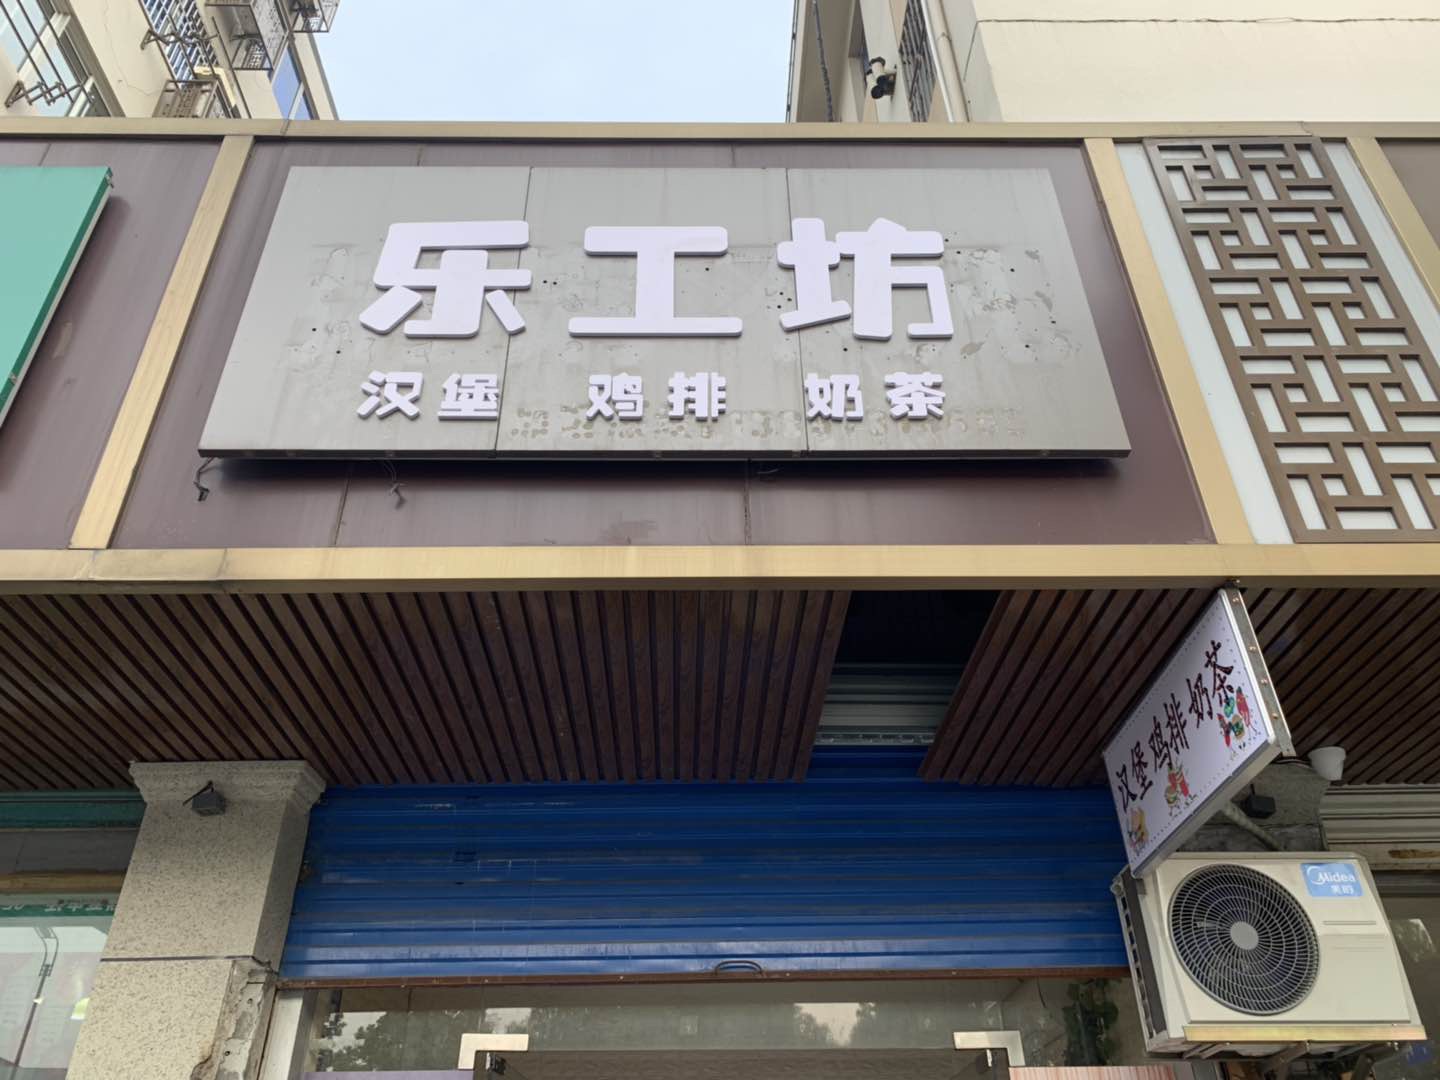 乐工坊
汉堡 鸡排 奶茶
汉堡鸡排奶茶
Midea
美的